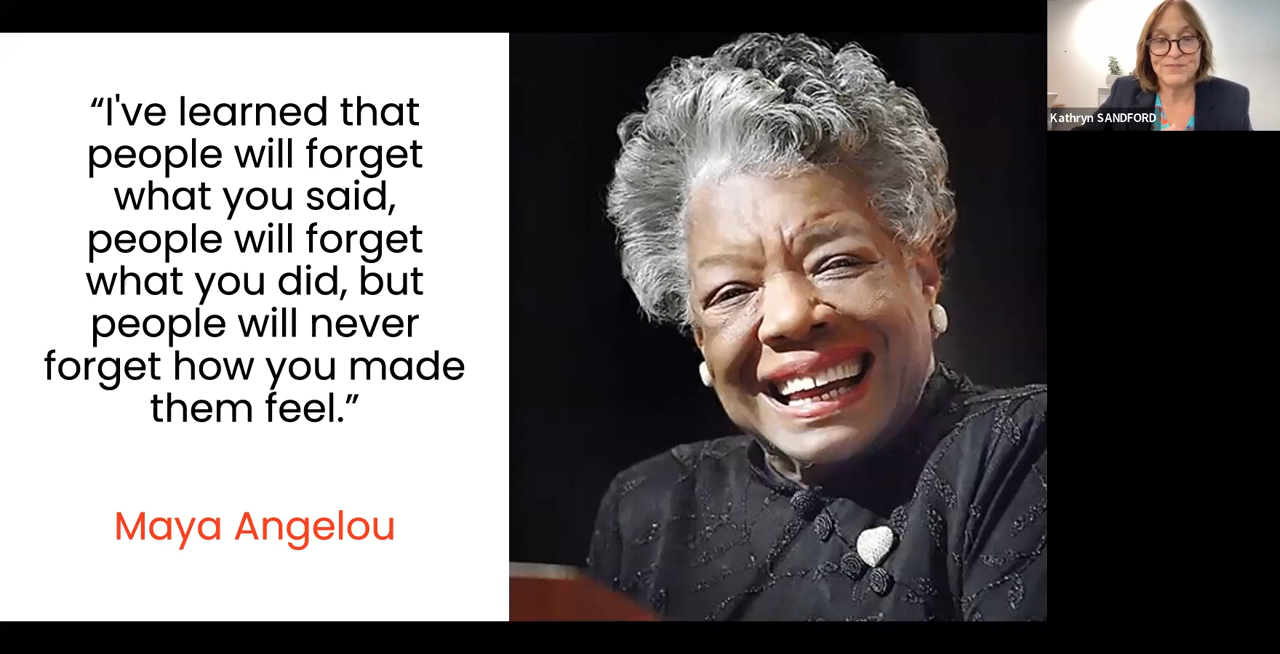 “I've learned that
people will forget
what you said,
people will forget
what you did, but
people will never
forget how you made
them feel.”
Maya Angelou
Kathryn SANDFORD